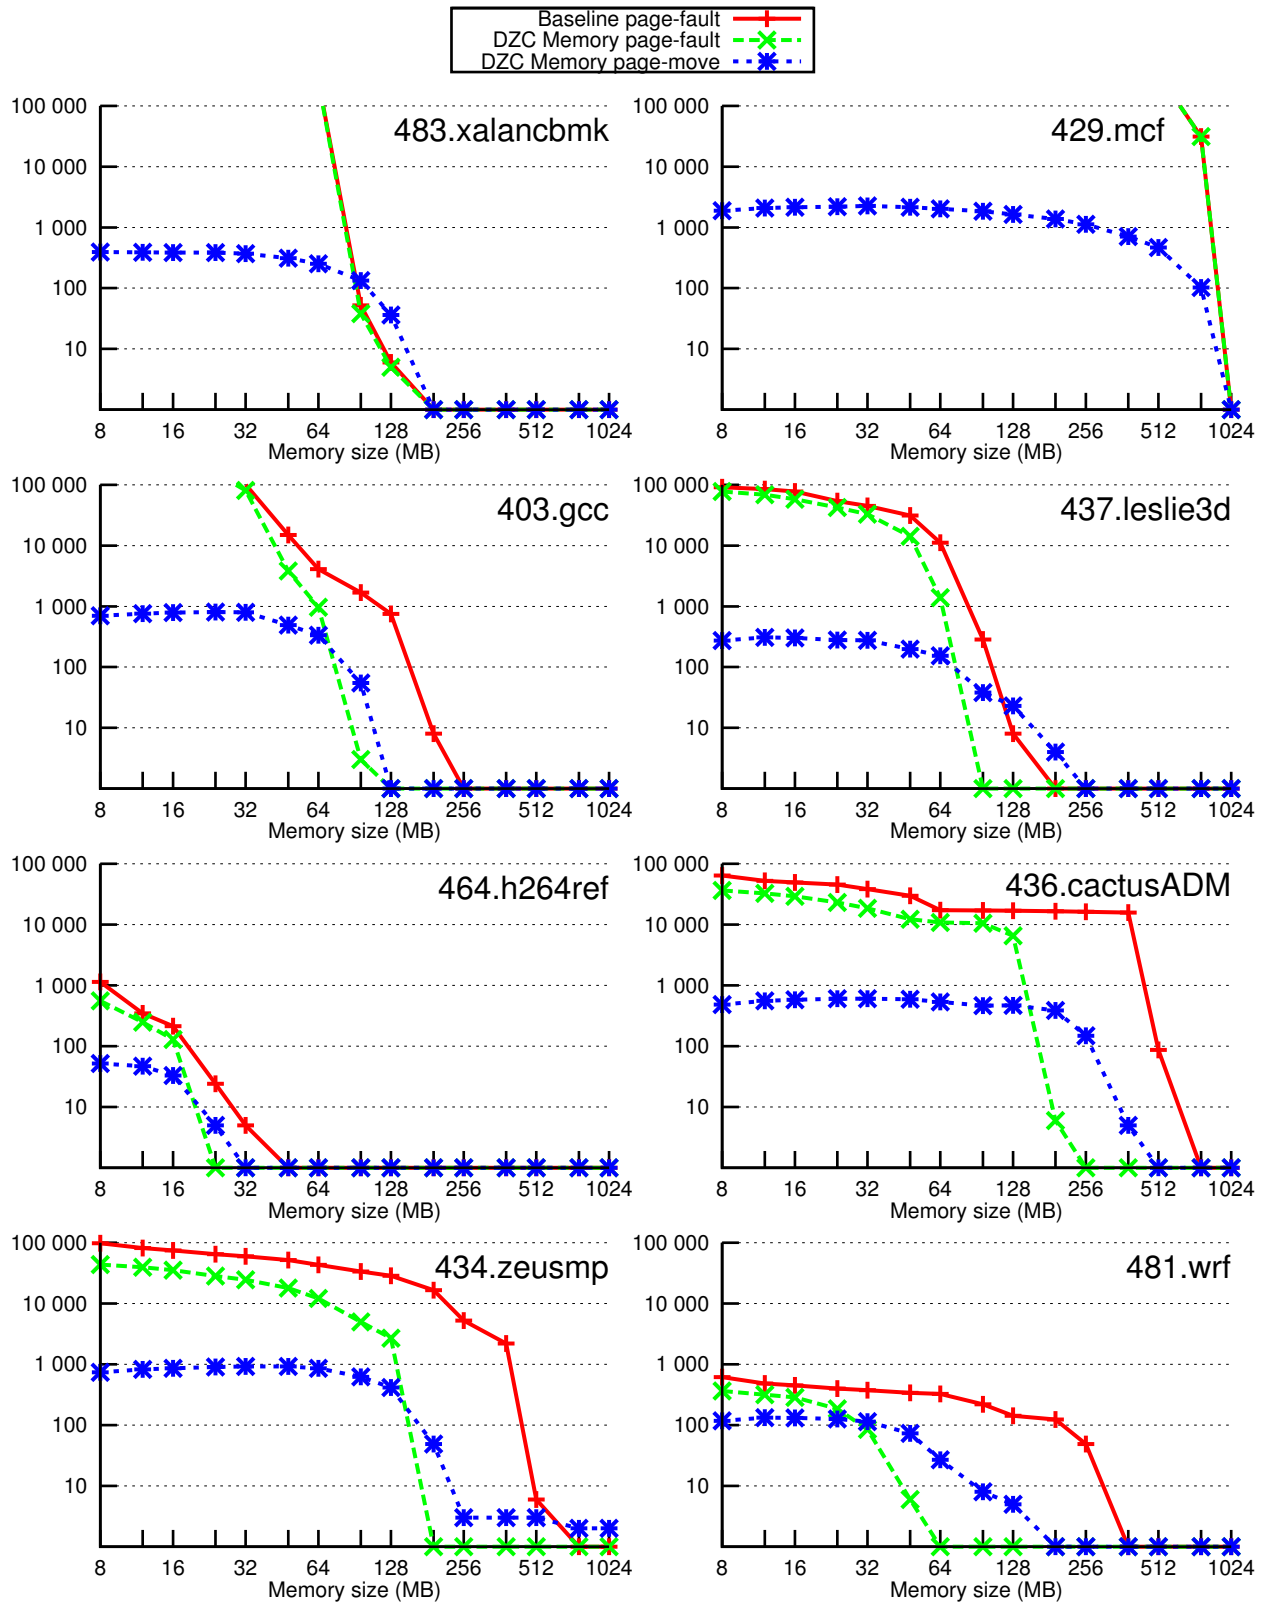 Baseline page-fault
DZC Memory page-fault
DZC Memory page-move
483.xalancbmk
100 000
10 000
1 000
100
10
8 16 32 64 128 256 512 1024
Memory size (MB)
429.mcf
100 000
10 000
1 000
100
10
8 16 32 64 128 256 512 1024
Memory size (MB)
403.gcc
100 000
10 000
1 000
100
10
8 16 32 64 128 256 512 1024
Memory size (MB)
437.leslie3d
100 000
10 000
1 000
100
10
8 16 32 64 128 256 512 1024
Memory size (MB)
464.h264ref
100 000
10 000
1 000
100
10
8 16 32 64 128 256 512 1024
Memory size (MB)
436.cactusADM
100 000
10 000
1 000
100
10
8 16 32 64 128 256 512 1024
Memory size (MB)
434.zeusmp
100 000
10 000
1 000
100
10
8 16 32 64 128 256 512 1024
Memory size (MB)
481.wrf
100 000
10 000
1 000
100
10
8 16 32 64 128 256 512 1024
Memory size (MB)